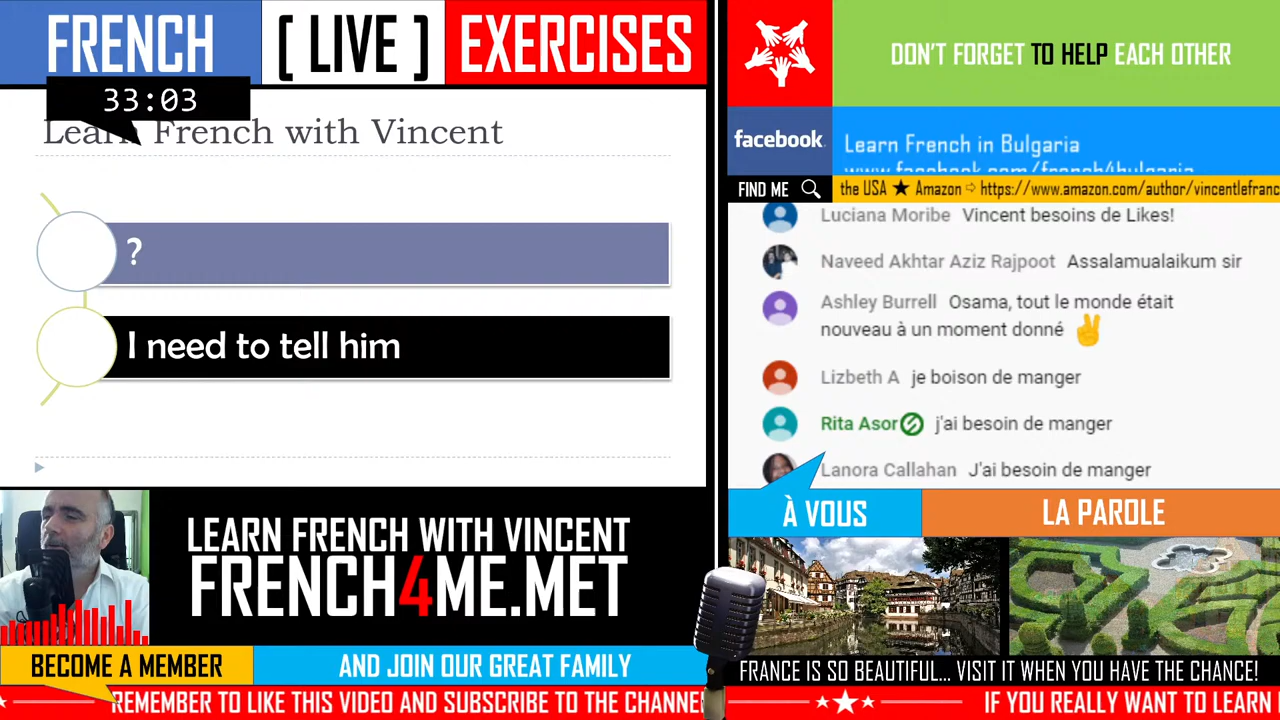 FRENCH
[ LIVE ]
EXERCISES
33:03
Learn French with Vincent
?
I need to tell him
LEARN FRENCH WITH VINCENT
FRENCH4ME.MET
BECOME A MEMBER
AND JOIN OUR GREAT FAMILY
REMEMBER TO LIKE THIS VIDEO AND SUBSCRIBE TO THE CHANNE
DON'T FORGET TO HELP EACH OTHER
facebook.
Learn French in Bulgaria
www.facebook.com/french4bulgaria
FIND ME
the USA ★ Amazon ⇨ https://www.amazon.com/author/vincentlefranc
Luciana Moribe Vincent besoins de Likes!
Naveed Akhtar Aziz Rajpoot Assalamualaikum sir
Ashley Burrell Osama, tout le monde était
nouveau à un moment donné ✌
Lizbeth A je boison de manger
Rita Asor j'ai besoin de manger
Lanora Callahan J'ai besoin de manger
À VOUS
LA PAROLE
FRANCE IS SO BEAUTIFUL... VISIT IT WHEN YOU HAVE THE CHANCE!
IF YOU REALLY WANT TO LEARN